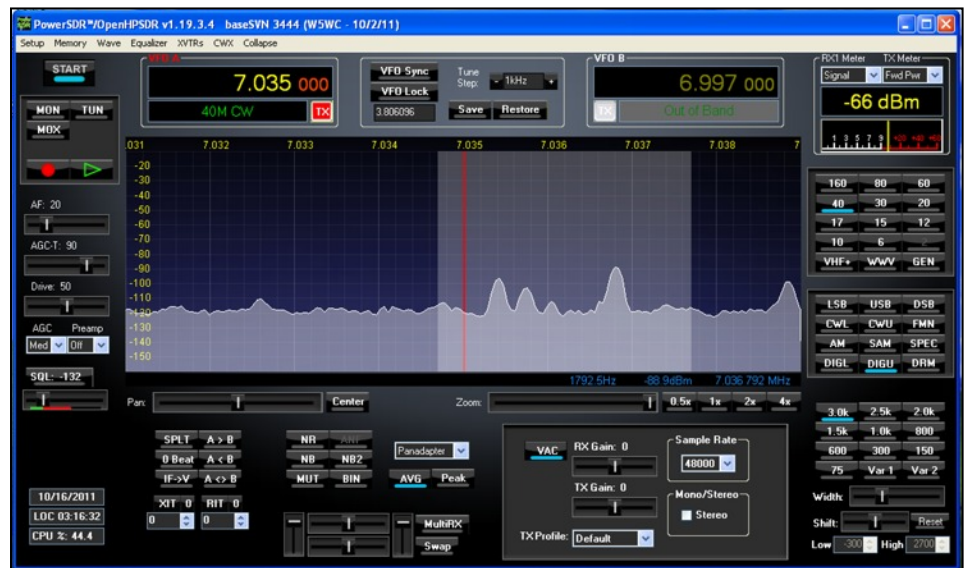 PowerSDR™/OpenHPSDR v1.19.3.4 baseSVN 3444 (W5WC - 10/2/11)
Setup Memory Wave Equalizer XVTRs CWX Collapse
START
MON TUN
MOX
AF: 20
AGC-T: 90
Drive: 50
AGC Preamp
Med Off
SQL: -132
10/16/2011
LOC 03:16:32
CPU %: 44.4
VFO A
7.035 000
40M CW TX
VFO Sync
VFO Lock
3.806096
Tune
Step: - 1kHz +
Save Restore
VFO B
6.997 000
TX Out of Band
RX1 Meter TX Meter
Signal Fwd Pwr
-66 dBm
1 3 5 7 9 +20 +40 +60
.031 7.032 7.033 7.034 7.035 7.036 7.037 7.038 7
-20
-30
-40
-50
-60
-70
-80
-90
-100
-110
-120
-130
-140
-150
1792.5Hz -88.9dBm 7.036 792 MHz
Pan: Center Zoom: 0.5x 1x 2x 4x
160 80 60
40 30 20
17 15 12
10 6 2
VHF+ WWV GEN
LSB USB DSB
CWL CWU FMN
AM SAM SPEC
DIGL DIGU DRM
3.0k 2.5k 2.0k
1.5k 1.0k 800
600 300 150
75 Var 1 Var 2
Width:
Shift: Reset
Low -300 High 2700
SPLT A > B
0 Beat A < B
IF->V A <> B
XIT 0 RIT 0
0 0
NR ANF
NB NB2
MUT BIN
Panadapter
AVG Peak
MultiRX
Swap
VAC RX Gain: 0
TX Gain: 0
TX Profile: Default
Sample Rate
48000
Mono/Stereo
Stereo